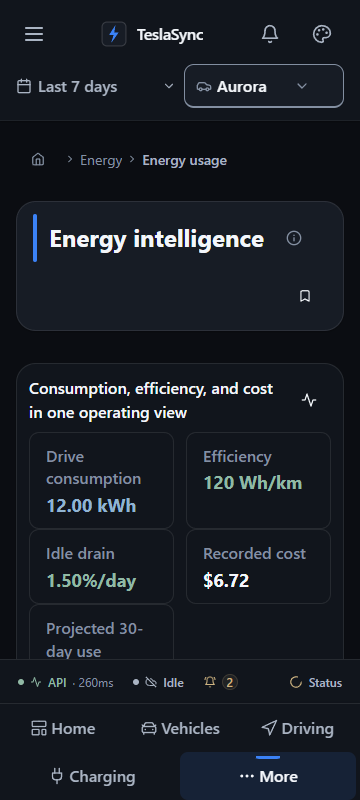 TeslaSync
Last 7 days
Aurora
Energy
Energy usage
Energy intelligence
Consumption, efficiency, and cost
in one operating view
Drive
consumption
12.00 kWh
Efficiency
120 Wh/km
Idle drain
1.50%/day
Recorded cost
$6.72
Projected 30-
day use
API · 260ms
Idle
2
Status
Home
Vehicles
Driving
Charging
More